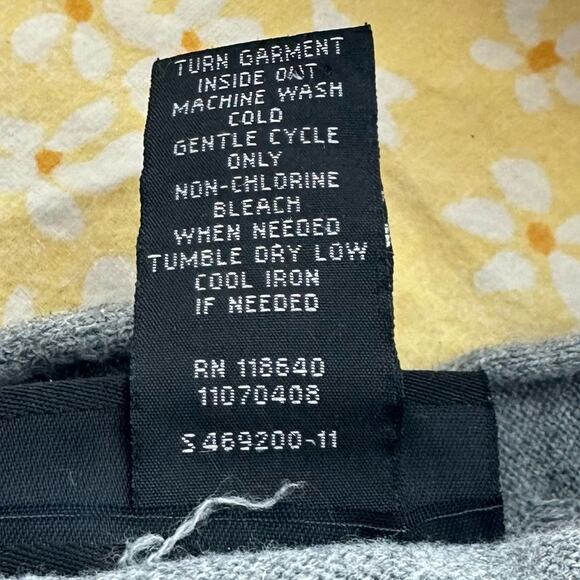 TURN GARMENT
INSIDE OUT
MACHINE WASH
COLD
GENTLE CYCLE
ONLY
NON-CHLORINE
BLEACH
WHEN NEEDED
TUMBLE DRY LOW
COOL IRON
IF NEEDED
RN 118640
11070408
S469200-11